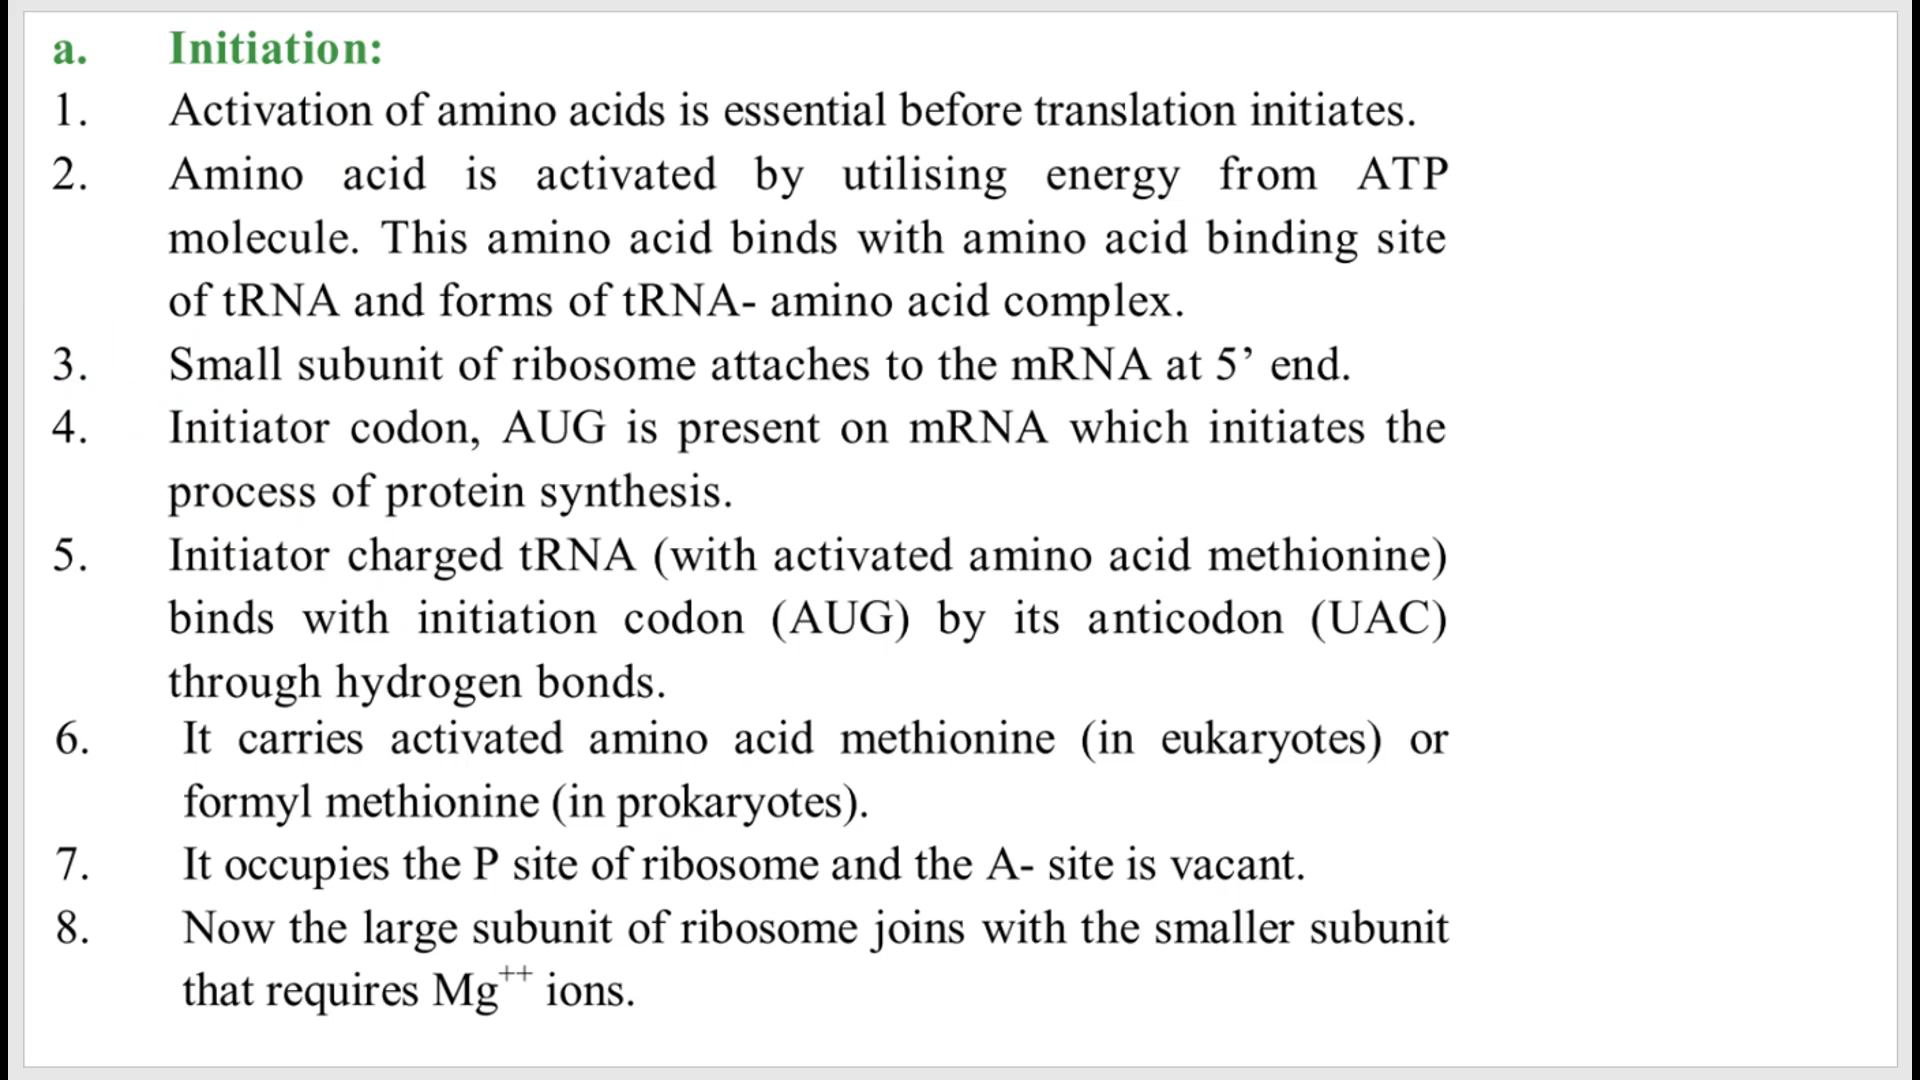 a. Initiation:
1. Activation of amino acids is essential before translation initiates.
2. Amino acid is activated by utilising energy from ATP
molecule. This amino acid binds with amino acid binding site
of tRNA and forms of tRNA- amino acid complex.
3. Small subunit of ribosome attaches to the mRNA at 5’ end.
4. Initiator codon, AUG is present on mRNA which initiates the
process of protein synthesis.
5. Initiator charged tRNA (with activated amino acid methionine)
binds with initiation codon (AUG) by its anticodon (UAC)
through hydrogen bonds.
6. It carries activated amino acid methionine (in eukaryotes) or
formyl methionine (in prokaryotes).
7. It occupies the P site of ribosome and the A- site is vacant.
8. Now the large subunit of ribosome joins with the smaller subunit
that requires Mg⁺⁺ ions.